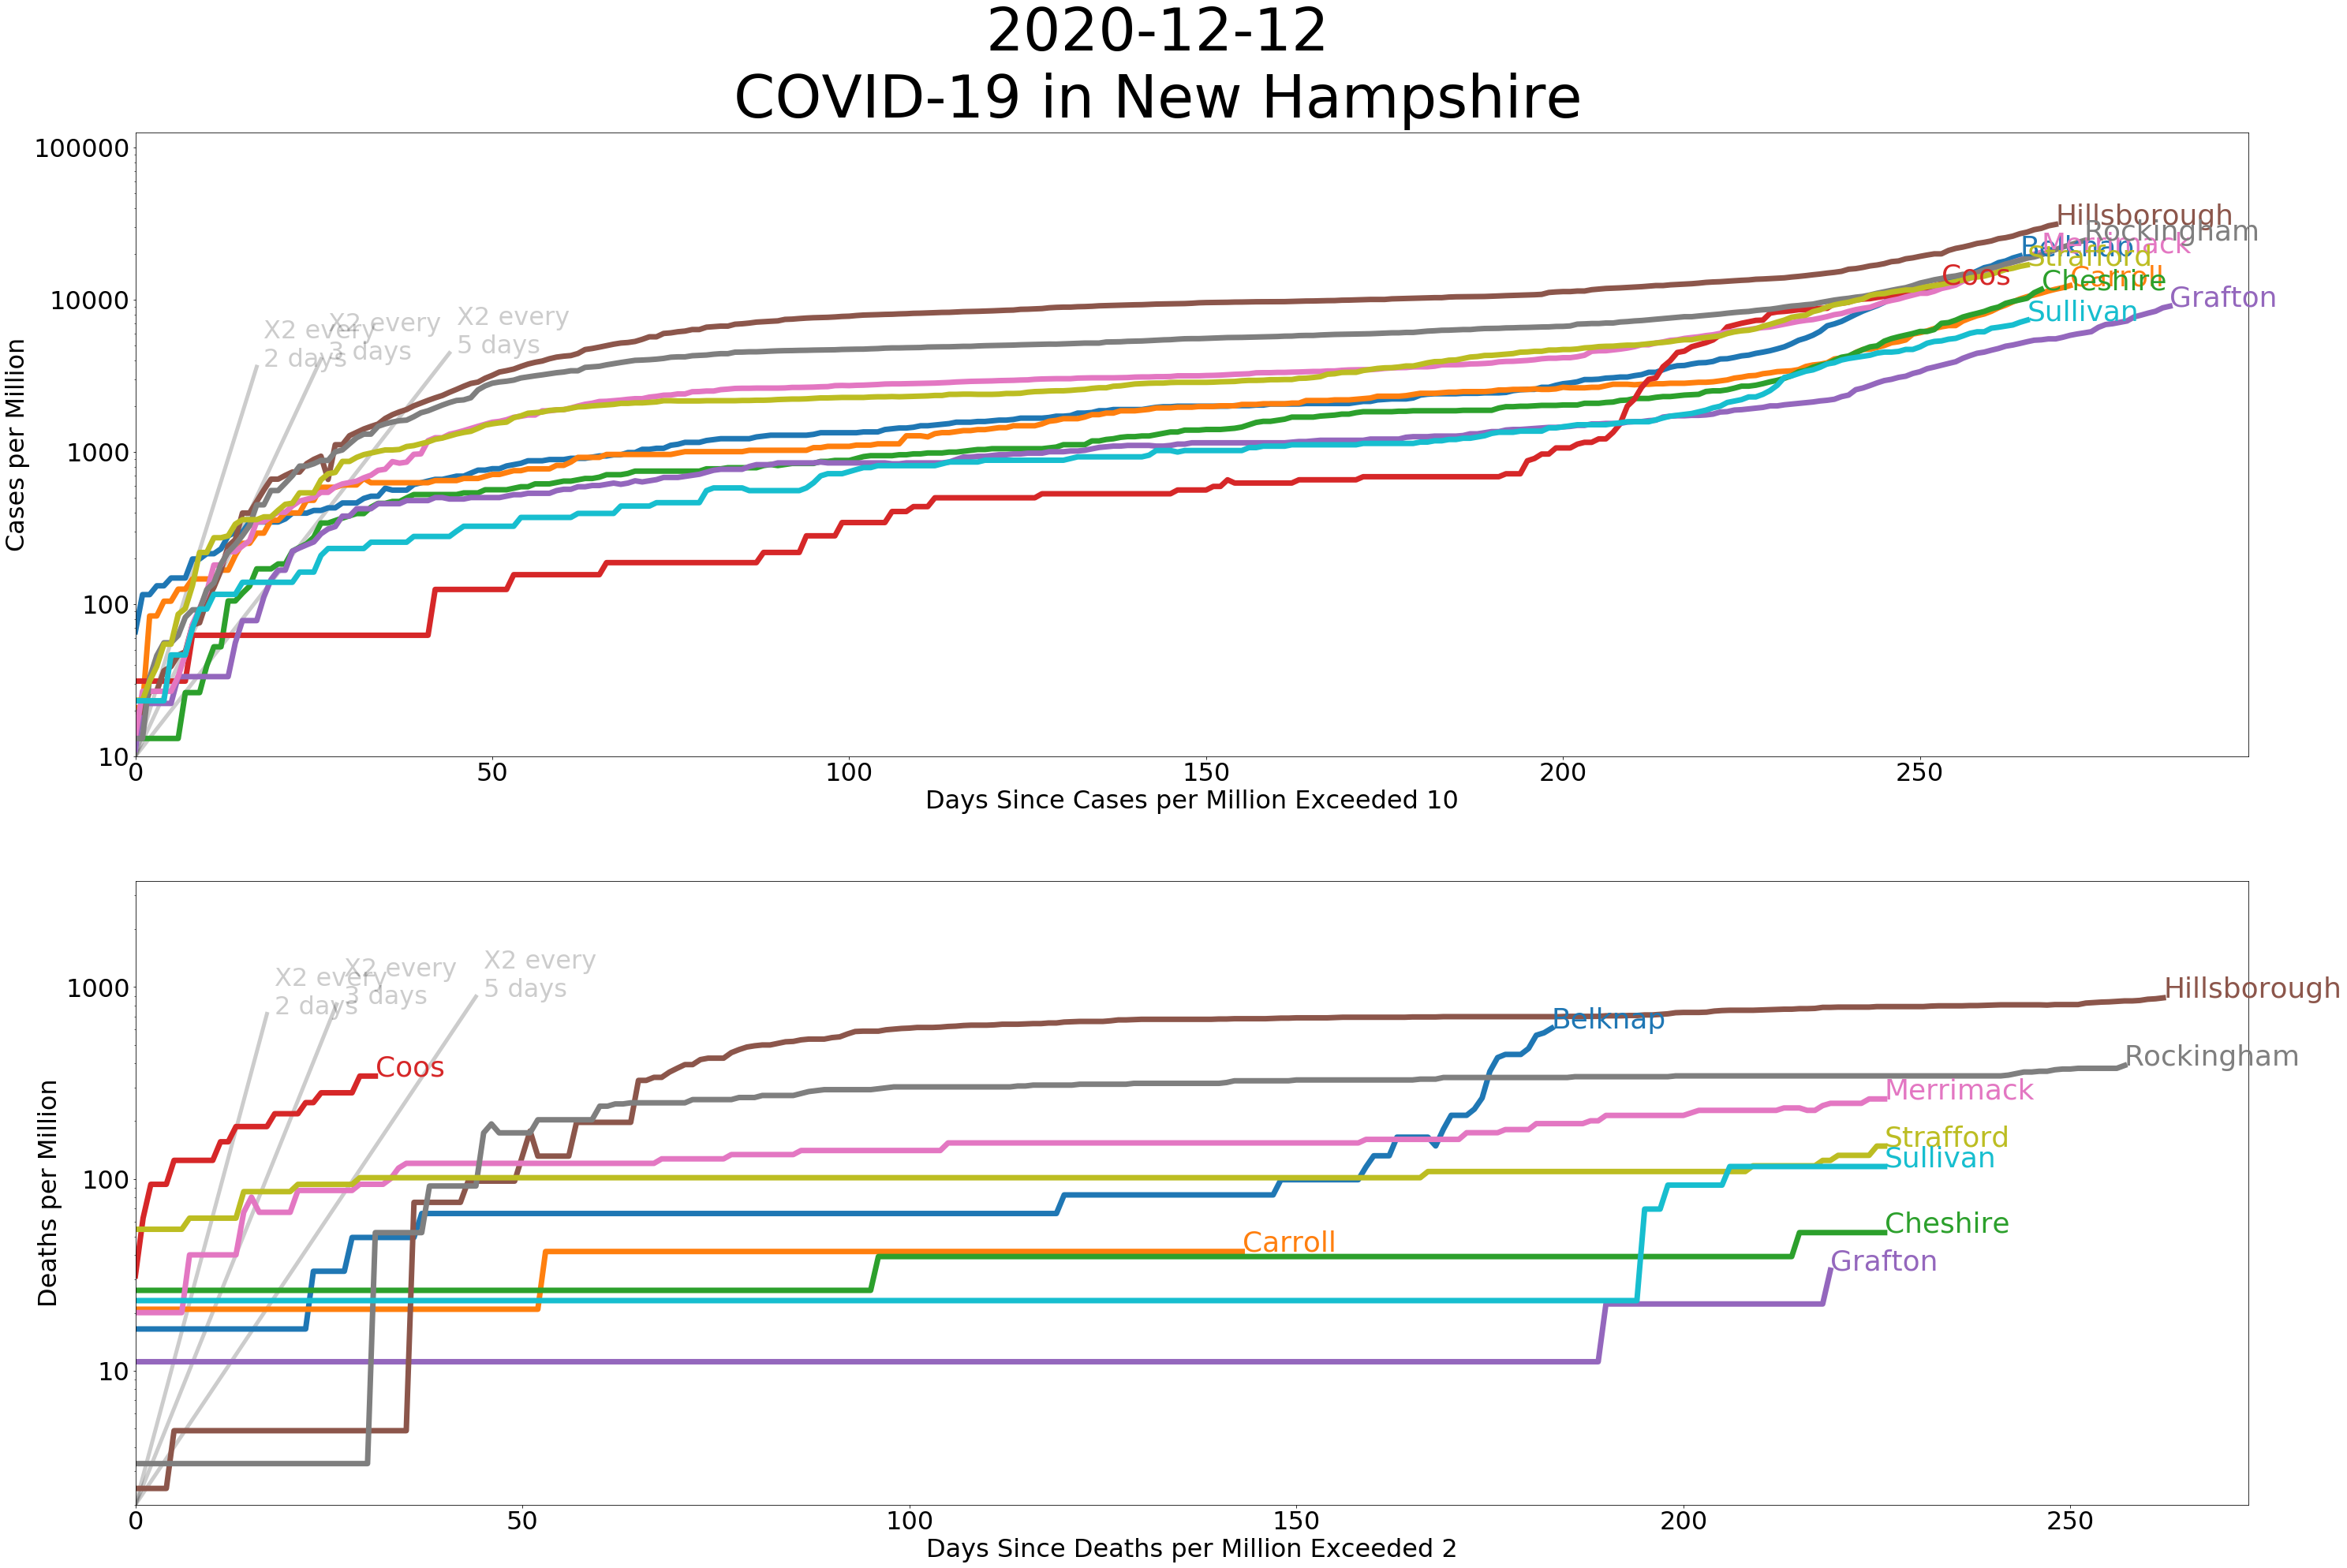 2020-12-12
COVID-19 in New Hampshire
100000
10000
1000
100
10
Cases per Million
X2 every
2 days
X2 every
3 days
X2 every
5 days
Hillsborough
Rockingham
Merrimack
Belknap
Strafford
Coos
Carroll
Cheshire
Grafton
Sullivan
0 50 100 150 200 250
Days Since Cases per Million Exceeded 10
1000
100
10
Deaths per Million
X2 every
2 days
X2 every
3 days
X2 every
5 days
Hillsborough
Belknap
Coos
Rockingham
Merrimack
Strafford
Sullivan
Carroll
Cheshire
Grafton
0 50 100 150 200 250
Days Since Deaths per Million Exceeded 2